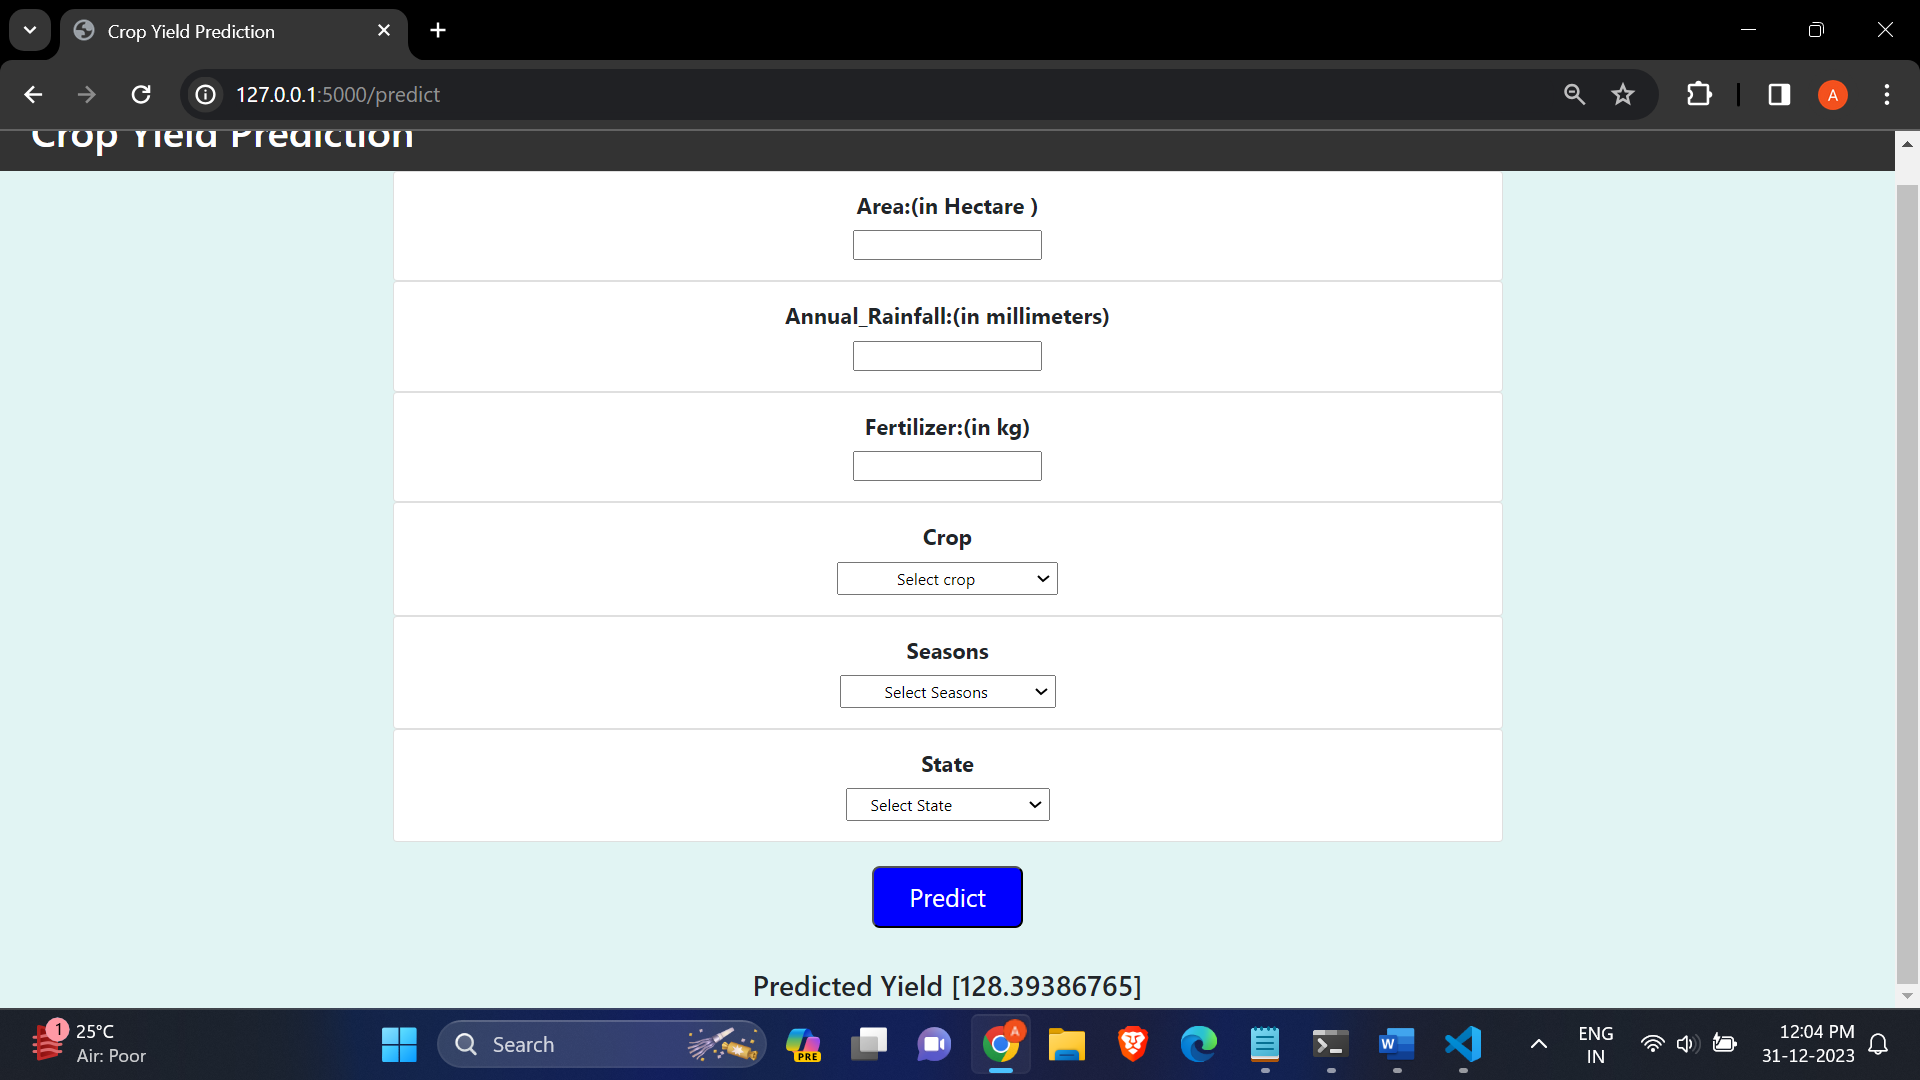 Crop Yield Prediction
127.0.0.1:5000/predict
A
Crop Yield Prediction
Area:(in Hectare )
Annual_Rainfall:(in millimeters)
Fertilizer:(in kg)
Crop
Select crop
Seasons
Select Seasons
State
Select State
Predict
Predicted Yield [128.39386765]
1
25°C
Air: Poor
Search
PRE
A
W
ENG
IN
12:04 PM
31-12-2023